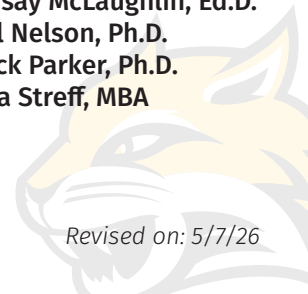 say McLaughlin, Ed.D.
l Nelson, Ph.D.
ck Parker, Ph.D.
a Streff, MBA
Revised on: 5/7/26